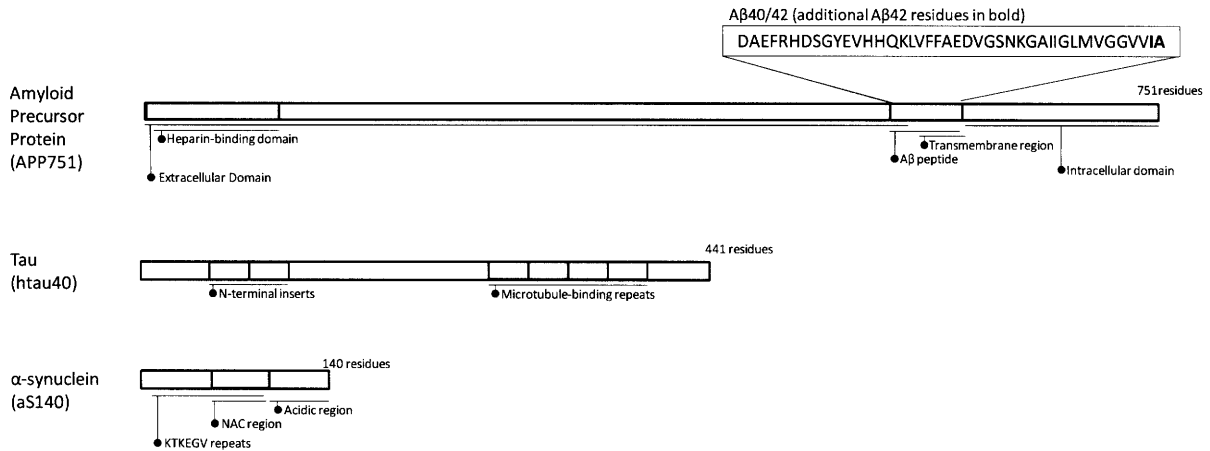 Aβ40/42 (additional Aβ42 residues in bold)
DAEFRHDSGYEVHHQKLVFFAEDVGSNKGAIIGLMVGGVVIA
Amyloid
Precursor
Protein
(APP751)
751 residues
Heparin-binding domain
Transmembrane region
Aβ peptide
Extracellular Domain
Intracellular domain
Tau
(htau40)
441 residues
N-terminal inserts
Microtubule-binding repeats
α-synuclein
(aS140)
140 residues
Acidic region
NAC region
KTKEGV repeats